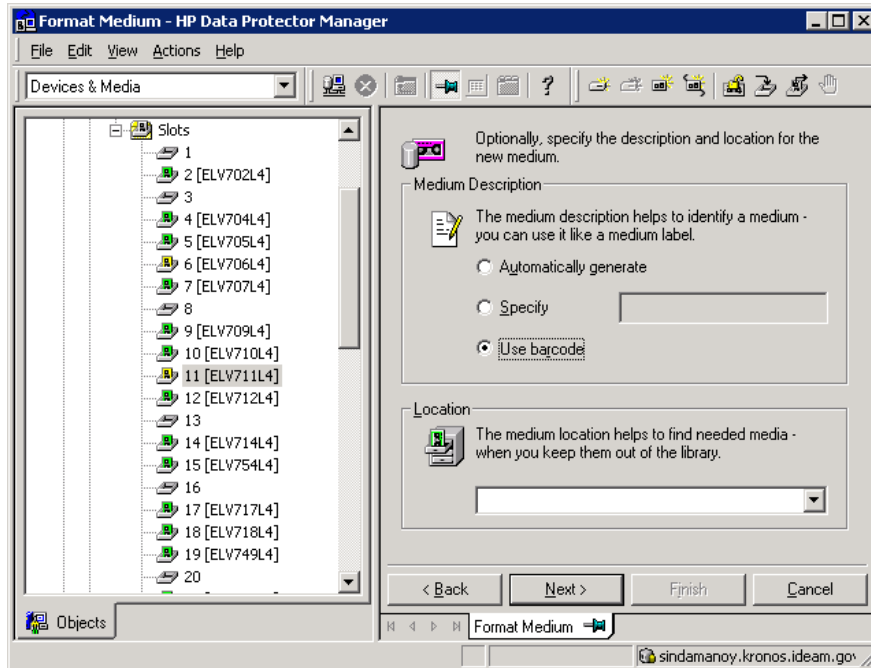 Format Medium - HP Data Protector Manager
File Edit View Actions Help
Devices & Media
Slots
1
2 [ELV702L4]
3
4 [ELV704L4]
5 [ELV705L4]
6 [ELV706L4]
7 [ELV707L4]
8
9 [ELV709L4]
10 [ELV710L4]
11 [ELV711L4]
12 [ELV712L4]
13
14 [ELV714L4]
15 [ELV754L4]
16
17 [ELV717L4]
18 [ELV718L4]
19 [ELV749L4]
20
Objects
Optionally, specify the description and location for the
new medium.
Medium Description
The medium description helps to identify a medium -
you can use it like a medium label.
Automatically generate
Specify
Use barcode
Location
The medium location helps to find needed media -
when you keep them out of the library.
< Back Next > Finish Cancel
Format Medium
sindamanoy.kronos.ideam.gov